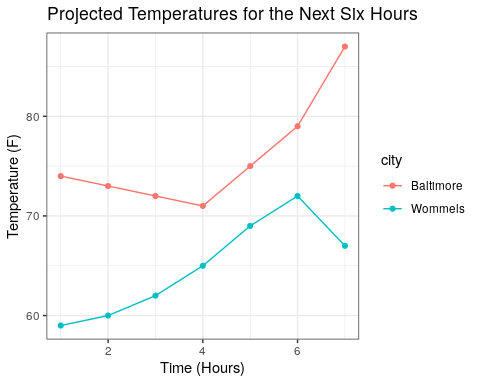 Projected Temperatures for the Next Six Hours
Temperature (F)
80
70
60
2 4 6
Time (Hours)
city
Baltimore
Wommels